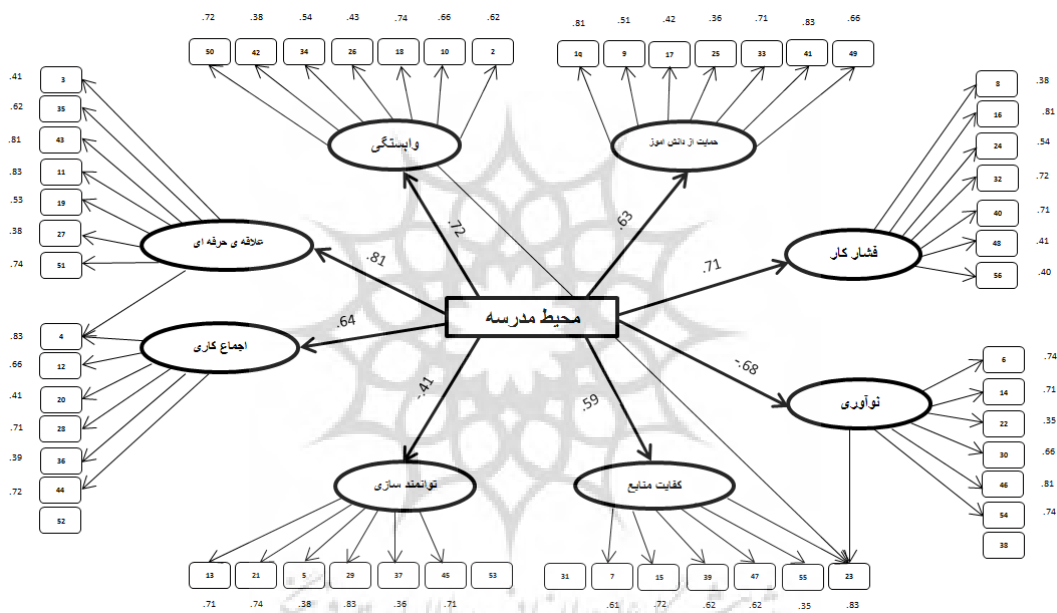 .72 .38 .54 .43 .74 .66 .62
50 42 34 26 18 10 2
وابستگی
.81 .51 .42 .36 .71 .83 .66
1q 9 17 25 33 41 49
حمایت از دانش اموز
.41 3
.62 35
.81 43
.83 11
.53 19
.38 27
.74 51
علاقه ی حرفه ای
8 .38
16 .81
24 .54
32 .72
40 .71
48 .41
56 .40
فشار کار
.72
.63
.81
.71
محیط مدرسه
.64
-.41
.59
-.68
.83 4
.66 12
.41 20
.71 28
.39 36
.72 44
52
اجماع کاری
6 .74
14 .71
22 .35
30 .66
46 .81
54 .74
38
نوآوری
توانمند سازی
13 21 5 29 37 45 53
.71 .74 .38 .83 .36 .71
کفایت منابع
31 7 15 39 47 55 23
.61 .72 .62 .62 .35 .83